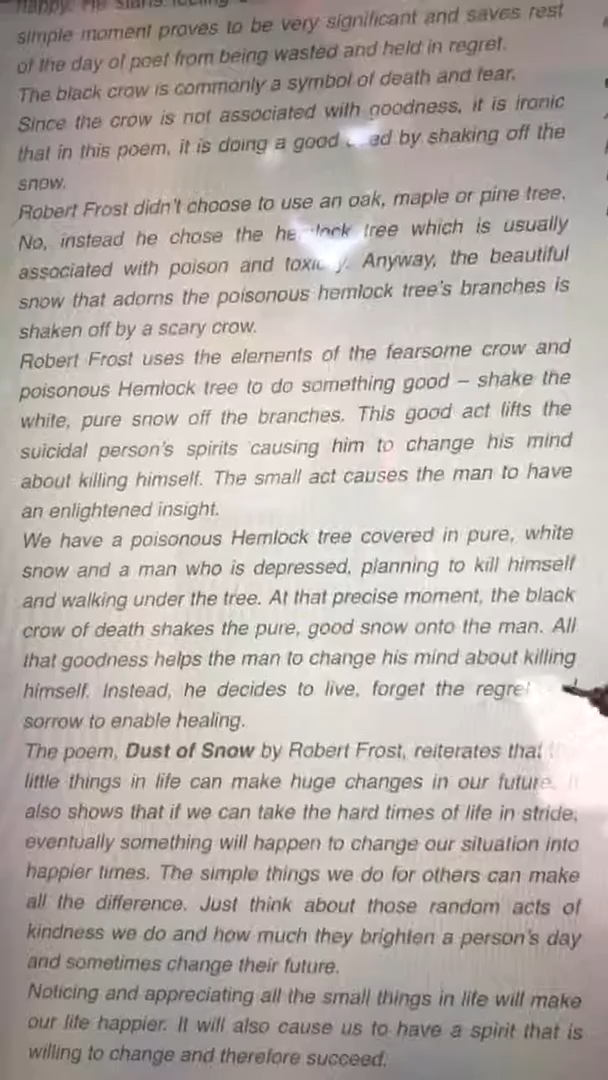 happy. He starts
simple moment proves to be very significant and saves rest
of the day of poet from being wasted and held in regret.
The black crow is commonly a symbol of death and fear.
Since the crow is not associated with goodness, it is ironic
that in this poem, it is doing a good by shaking off the
snow.
Robert Frost didn't choose to use an oak, maple or pine tree.
No, instead he chose the hemlock tree which is usually
associated with poison and toxicity. Anyway, the beautiful
snow that adorns the poisonous hemlock tree's branches is
shaken off by a scary crow.
Robert Frost uses the elements of the fearsome crow and
poisonous Hemlock tree to do something good – shake the
white, pure snow off the branches. This good act lifts the
suicidal person's spirits causing him to change his mind
about killing himself. The small act causes the man to have
an enlightened insight.
We have a poisonous Hemlock tree covered in pure, white
snow and a man who is depressed, planning to kill himself
and walking under the tree. At that precise moment, the black
crow of death shakes the pure, good snow onto the man. All
that goodness helps the man to change his mind about killing
himself. Instead, he decides to live, forget the regret
sorrow to enable healing.
The poem, Dust of Snow by Robert Frost, reiterates that
little things in life can make huge changes in our future.
also shows that if we can take the hard times of life in stride,
eventually something will happen to change our situation into
happier times. The simple things we do for others can make
all the difference. Just think about those random acts of
kindness we do and how much they brighten a person's day
and sometimes change their future.
Noticing and appreciating all the small things in life will make
our life happier. It will also cause us to have a spirit that is
willing to change and therefore succeed.